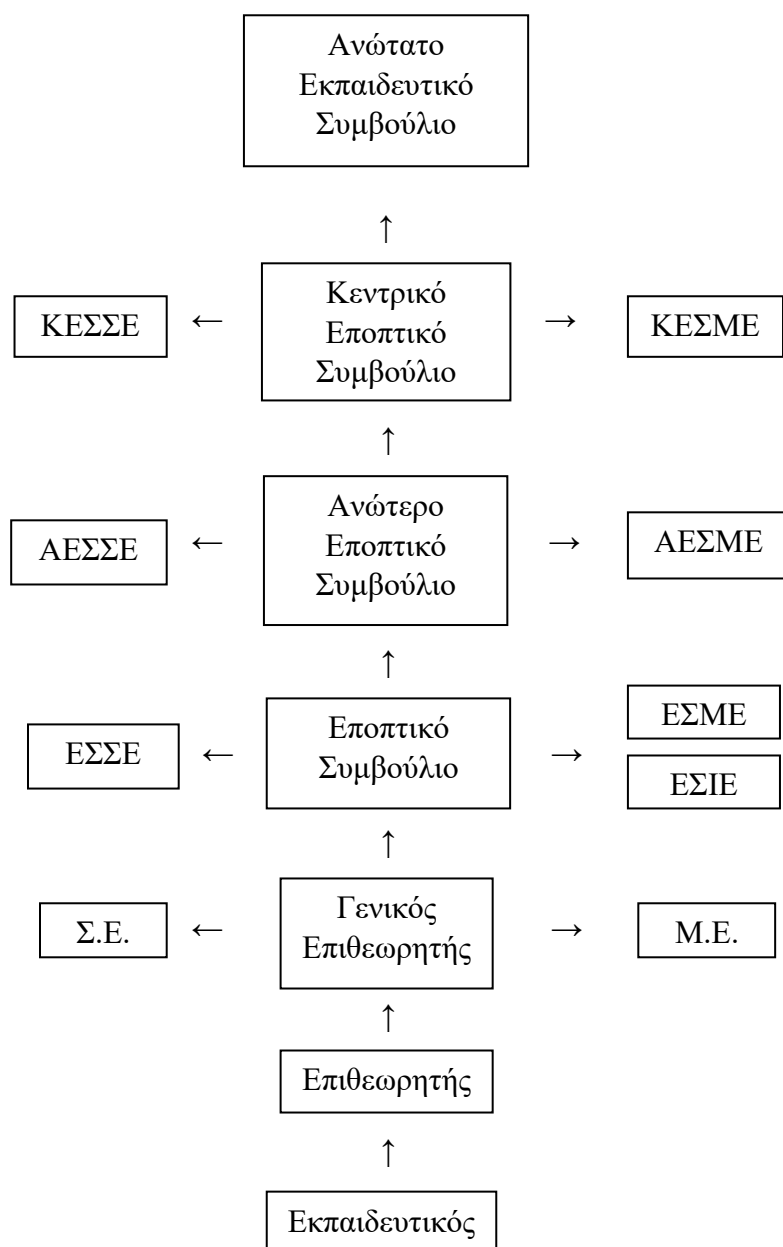 Ανώτατο
Εκπαιδευτικό
Συμβούλιο
↑
ΚΕΣΣΕ
←
Κεντρικό
Εποπτικό
Συμβούλιο
→
ΚΕΣΜΕ
↑
ΑΕΣΣΕ
←
Ανώτερο
Εποπτικό
Συμβούλιο
→
ΑΕΣΜΕ
↑
ΕΣΣΕ
←
Εποπτικό
Συμβούλιο
→
ΕΣΜΕ
ΕΣΙΕ
↑
Σ.Ε.
←
Γενικός
Επιθεωρητής
→
Μ.Ε.
↑
Επιθεωρητής
↑
Εκπαιδευτικός